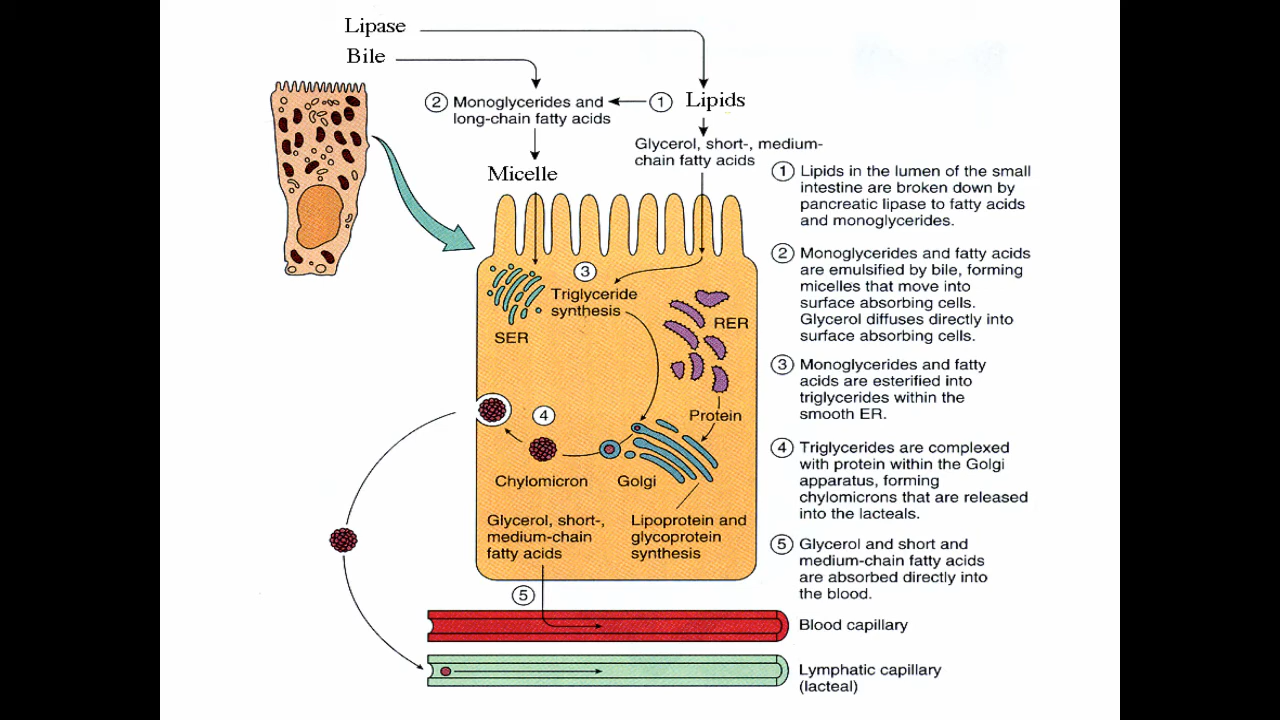 Lipase
Bile
② Monoglycerides and
long-chain fatty acids
① Lipids
Glycerol, short-, medium-
chain fatty acids
Micelle
③
Triglyceride
synthesis
SER
RER
④
Protein
Chylomicron
Golgi
Glycerol, short-,
medium-chain
fatty acids
Lipoprotein and
glycoprotein
synthesis
⑤
① Lipids in the lumen of the small
intestine are broken down by
pancreatic lipase to fatty acids
and monoglycerides.
② Monoglycerides and fatty acids
are emulsified by bile, forming
micelles that move into
surface absorbing cells.
Glycerol diffuses directly into
surface absorbing cells.
③ Monoglycerides and fatty
acids are esterified into
triglycerides within the
smooth ER.
④ Triglycerides are complexed
with protein within the Golgi
apparatus, forming
chylomicrons that are released
into the lacteals.
⑤ Glycerol and short and
medium-chain fatty acids
are absorbed directly into
the blood.
Blood capillary
Lymphatic capillary
(lacteal)